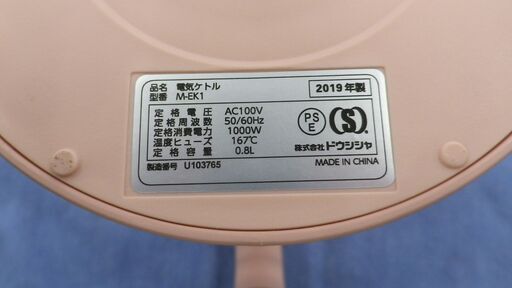 品名 電気ケトル
型番 M-EK1
2019年製
定格電圧 AC100V
定格周波数 50/60Hz
定格消費電力 1000W
温度ヒューズ 167℃
定格容量 0.8L
製造番号 U103765
PS
E
S
株式会社ドウシシャ
MADE IN CHINA